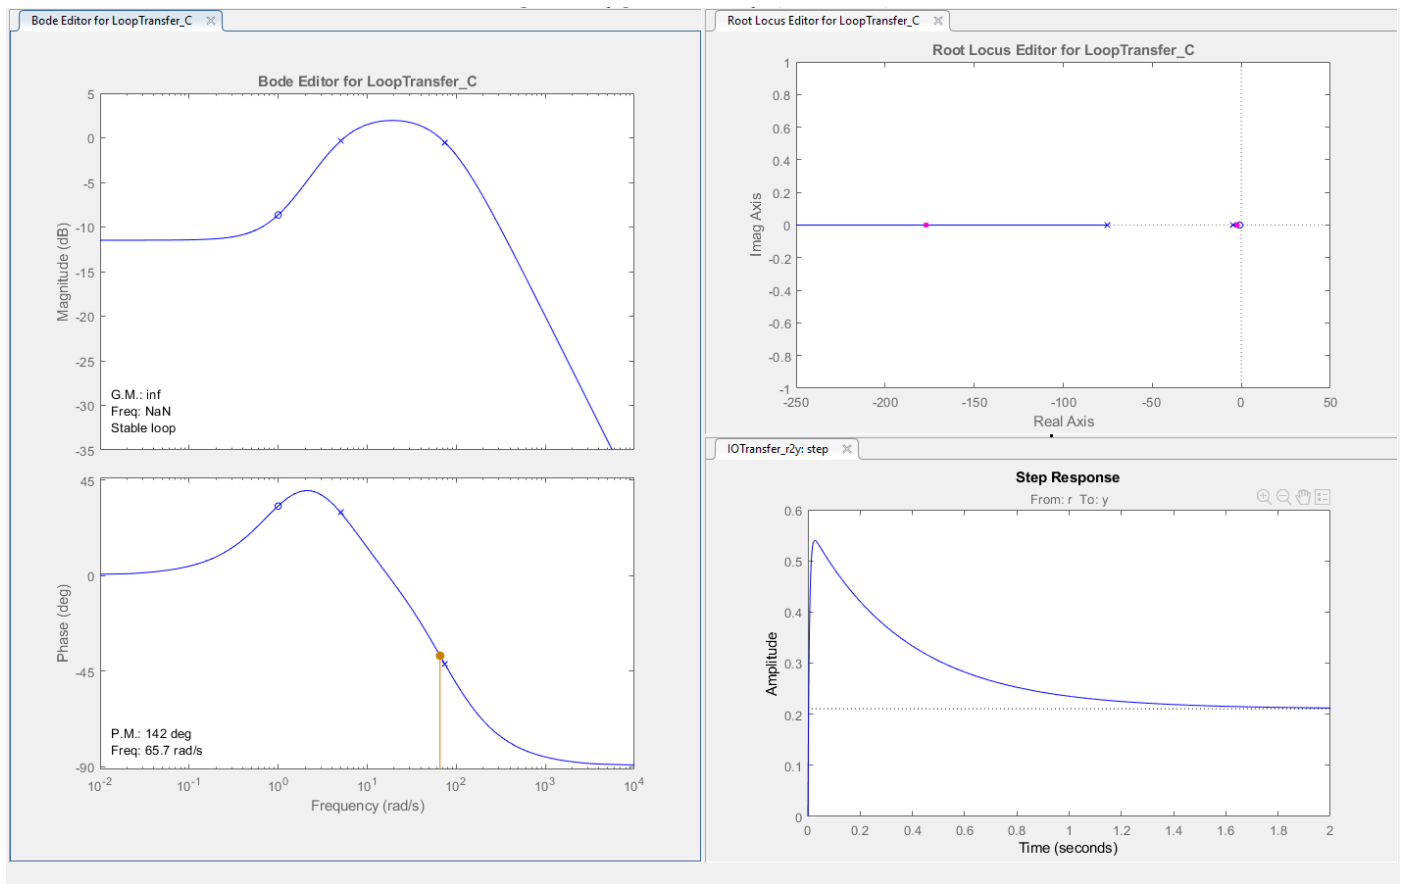 Bode Editor for LoopTransfer_C
Bode Editor for LoopTransfer_C
5
0
-5
-10
-15
-20
-25
-30
-35
Magnitude (dB)
G.M.: inf
Freq: NaN
Stable loop
45
0
-45
-90
Phase (deg)
P.M.: 142 deg
Freq: 65.7 rad/s
10-2 10-1 100 101 102 103 104
Frequency (rad/s)
Root Locus Editor for LoopTransfer_C
Root Locus Editor for LoopTransfer_C
1
0.8
0.6
0.4
0.2
0
-0.2
-0.4
-0.6
-0.8
-1
Imag Axis
-250 -200 -150 -100 -50 0 50
Real Axis
IOTransfer_r2y: step
Step Response
From: r To: y
0.6
0.5
0.4
0.3
0.2
0.1
0
Amplitude
0 0.2 0.4 0.6 0.8 1 1.2 1.4 1.6 1.8 2
Time (seconds)